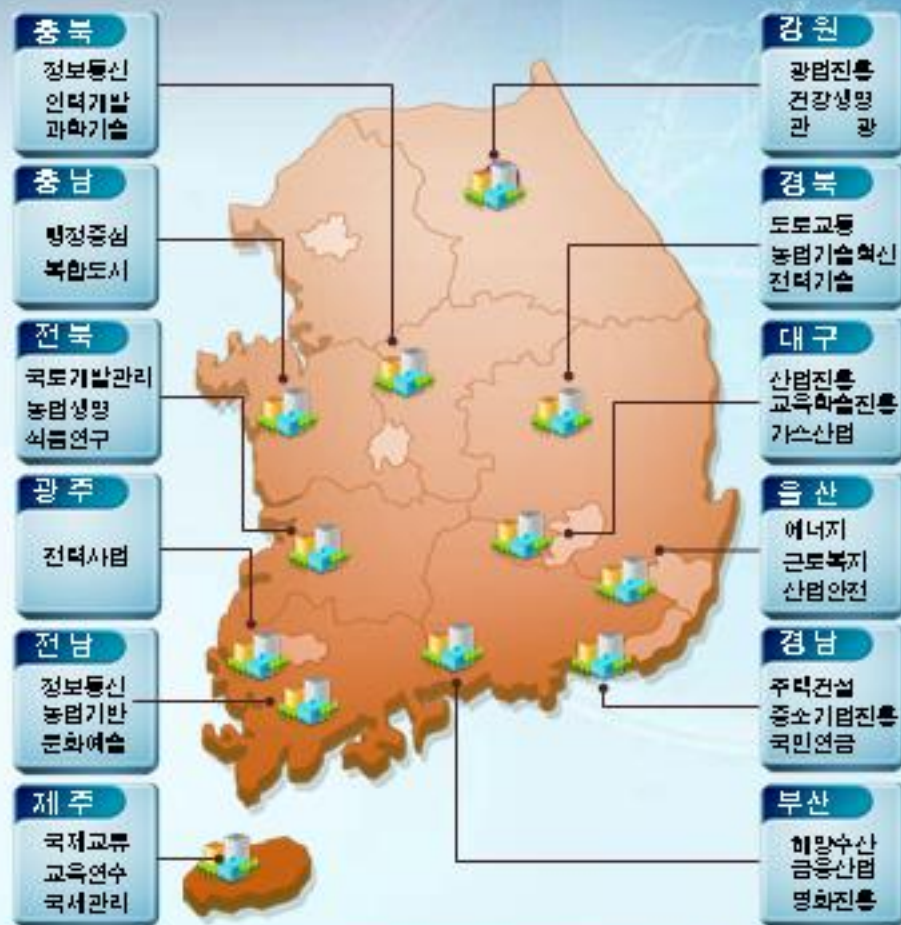 충북
정보통신
인력개발
과학기술
충남
행정중심
복합도시
전북
국토개발관리
농업생명
식품연구
광주
전력사업
전남
정보통신
농업기반
문화예술
제주
국제교류
교육연수
국세관리
강원
광업진흥
건강생명
관 광
경북
도로교통
농업기술혁신
전력기술
대구
산업진흥
교육학술진흥
가스산업
울산
에너지
근로복지
산업안전
경남
주택건설
중소기업진흥
국민연금
부산
해양수산
금융산업
영화진흥